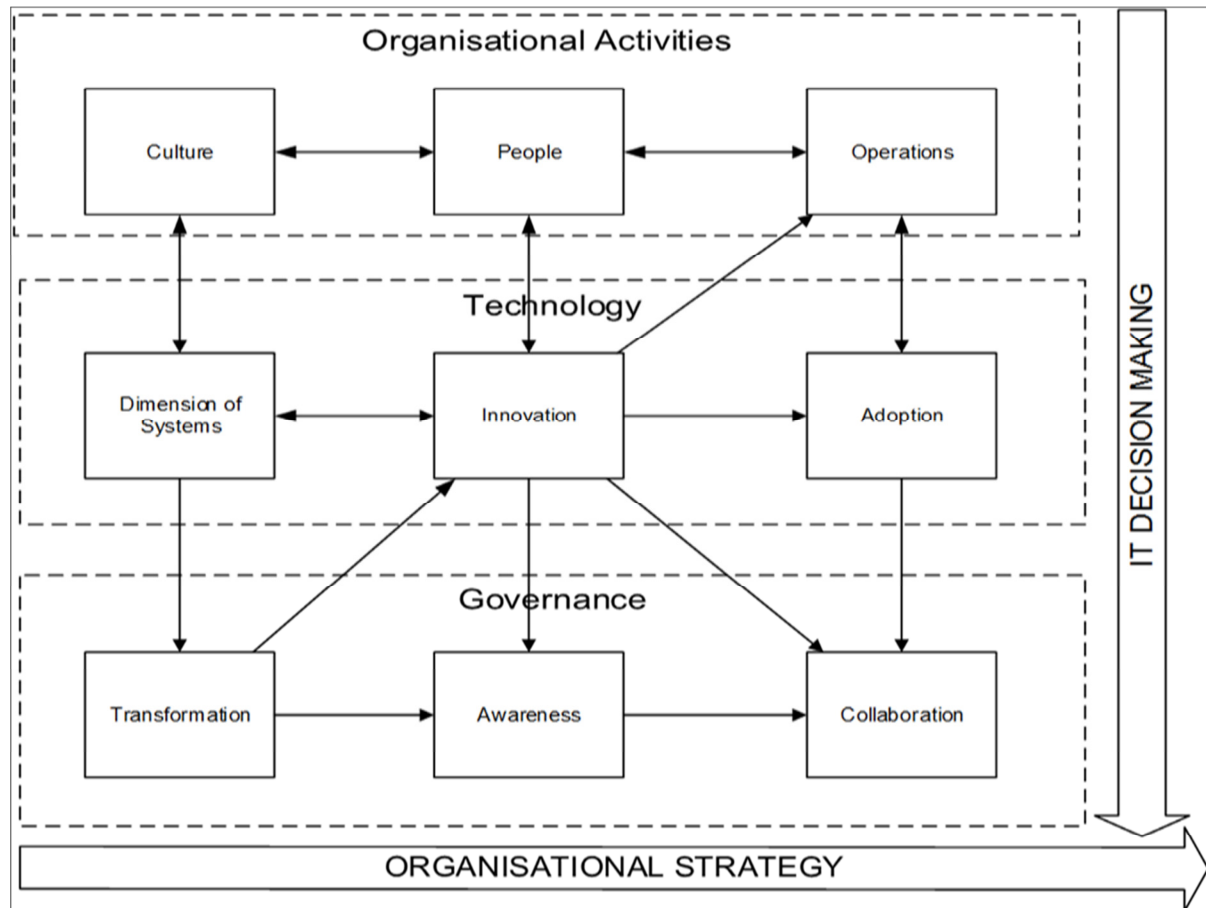 Organisational Activities
Culture
People
Operations
Technology
Dimension of
Systems
Innovation
Adoption
Governance
Transformation
Awareness
Collaboration
IT DECISION MAKING
ORGANISATIONAL STRATEGY